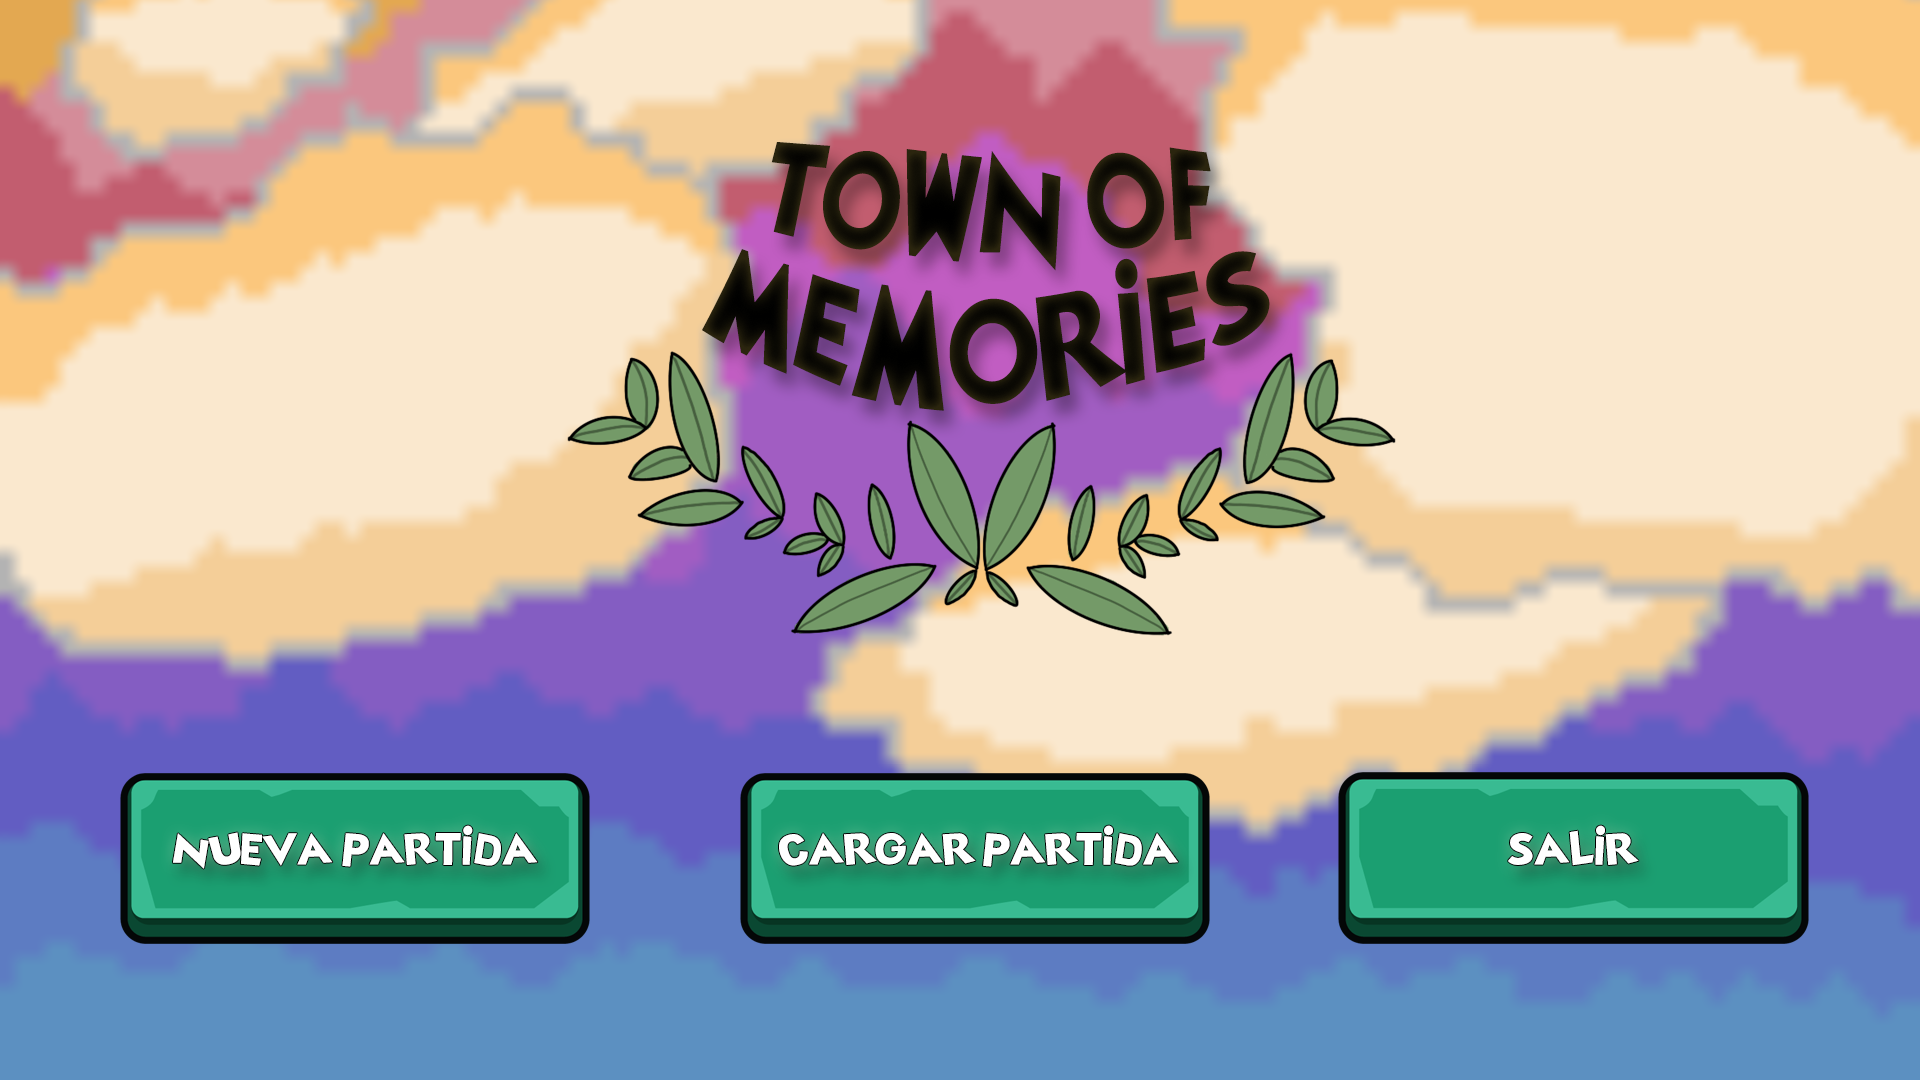 TOWN OF
MEMORiES
NUEVA PARTiDA
CARGAR PARTiDA
SALiR